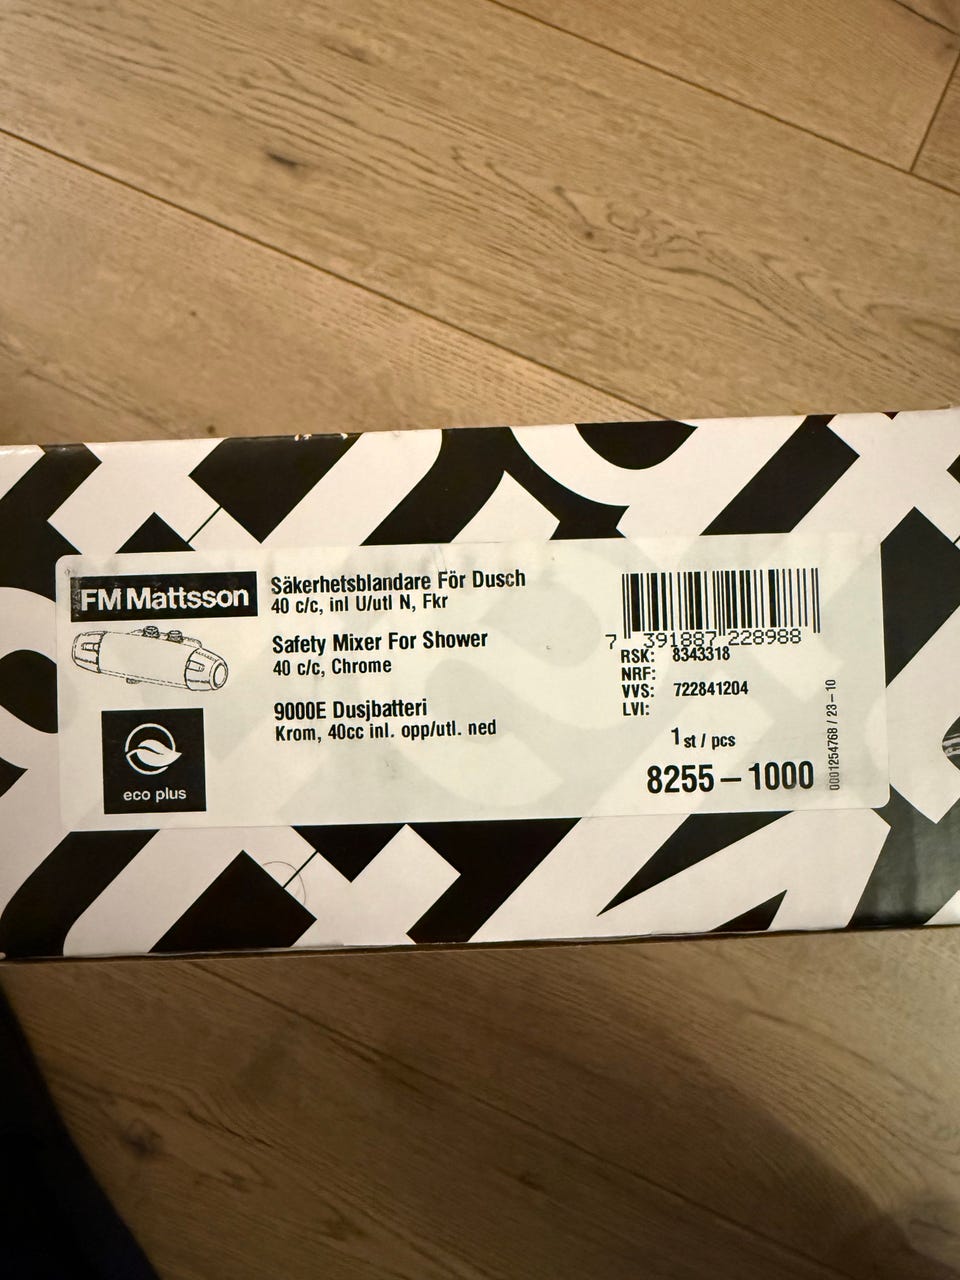 FM Mattsson
Säkerhetsblandare För Dusch
40 c/c, inl U/utl N, Fkr
Safety Mixer For Shower
40 c/c, Chrome
9000E Dusjbatteri
Krom, 40cc inl. opp/utl. ned
eco plus
7 391887 228988
RSK: 8343318
NRF:
VVS: 722841204
LVI:
1 st / pcs
8255-1000
0001254768 / 23-10